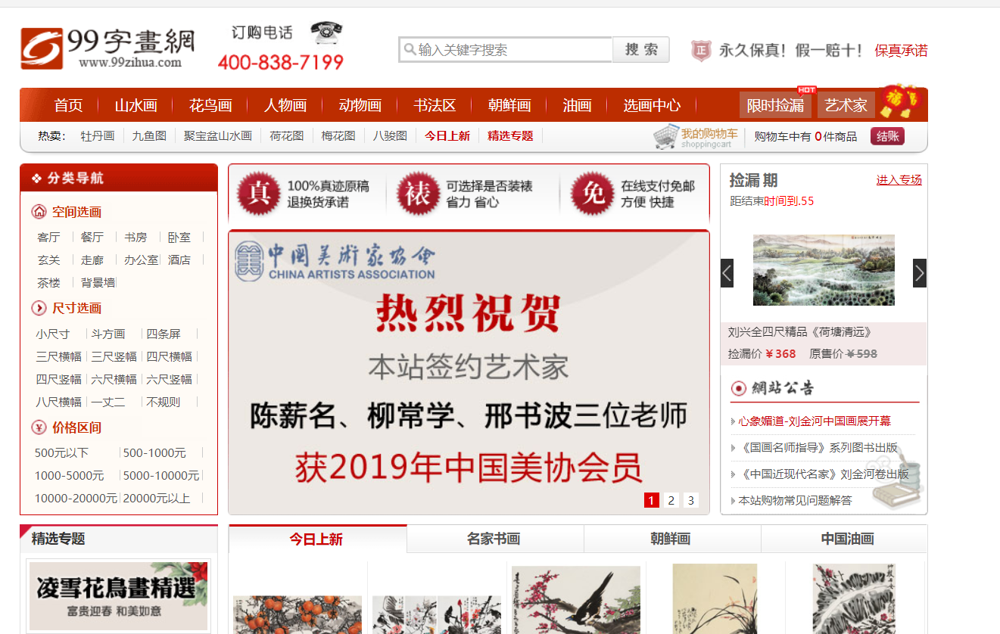 99字畫網
www.99zihua.com
订购电话
400-838-7199
输入关键字搜索
搜 索
正
永久保真！假一赔十！
保真承诺
首页 山水画 花鸟画 人物画 动物画 书法区 朝鲜画 油画 选画中心 限时捡漏 HOT 艺术家
热卖： 牡丹画 九鱼图 聚宝盆山水画 荷花图 梅花图 八骏图 今日上新 精选专题
我的购物车
shoppingcart
购物车中有 0 件商品
结账
分类导航
空间选画
客厅 餐厅 书房 卧室
玄关 走廊 办公室 酒店
茶楼 背景墙
尺寸选画
小尺寸 斗方画 四条屏
三尺横幅 三尺竖幅 四尺横幅
四尺竖幅 六尺横幅 六尺竖幅
八尺横幅 一丈二 不规则
¥ 价格区间
500元以下 500-1000元
1000-5000元 5000-10000元
10000-20000元 20000元以上
真
100%真迹原稿
退换货承诺
裱
可选择是否装裱
省力 省心
免
在线支付免邮
方便 快捷
中国美術家协会
CHINA ARTISTS ASSOCIATION
热烈祝贺
本站签约艺术家
陈薪名、柳常学、邢书波三位老师
获2019年中国美协会员
1 2 3
捡漏 期
进入专场
距结束时间到.55
刘兴全四尺精品《荷塘清远》
捡漏价 ¥368 原售价 ¥598
網站公告
心象媚道-刘金河中国画展开幕
《国画名师指导》系列图书出版
《中国近现代名家》刘金河卷出版
本站购物常见问题解答
精选专题
凌雪花鳥畫精選
富贵迎春 和美如意
今日上新 名家书画 朝鲜画 中国油画